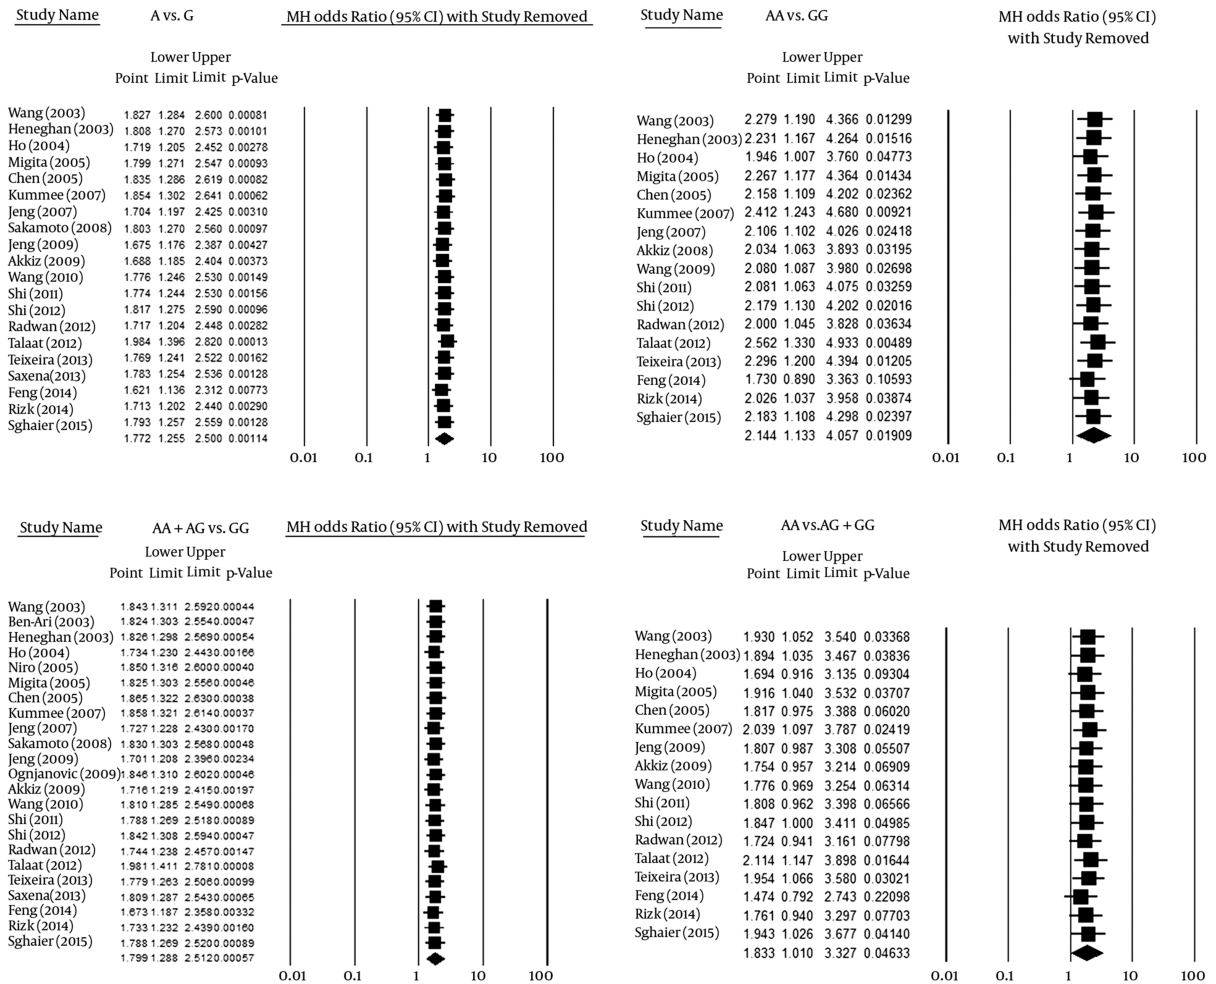 Study Name A vs. G MH odds Ratio (95% CI) with Study Removed
Lower Upper
Point Limit Limit p-Value
Wang (2003) 1.827 1.284 2.600 0.00081
Heneghan (2003) 1.808 1.270 2.573 0.00101
Ho (2004) 1.719 1.205 2.452 0.00278
Migita (2005) 1.799 1.271 2.547 0.00093
Chen (2005) 1.835 1.286 2.619 0.00082
Kummee (2007) 1.854 1.302 2.641 0.00062
Jeng (2007) 1.704 1.197 2.425 0.00310
Sakamoto (2008) 1.803 1.270 2.560 0.00097
Jeng (2009) 1.675 1.176 2.387 0.00427
Akkiz (2009) 1.688 1.185 2.404 0.00373
Wang (2010) 1.776 1.246 2.530 0.00149
Shi (2011) 1.774 1.244 2.530 0.00156
Shi (2012) 1.817 1.275 2.590 0.00096
Radwan (2012) 1.717 1.204 2.448 0.00282
Talaat (2012) 1.984 1.396 2.820 0.00013
Teixeira (2013) 1.769 1.241 2.522 0.00162
Saxena(2013) 1.783 1.254 2.536 0.00128
Feng (2014) 1.621 1.136 2.312 0.00773
Rizk (2014) 1.713 1.202 2.440 0.00290
Sghaier (2015) 1.793 1.257 2.559 0.00128
1.772 1.255 2.500 0.00114
0.01 0.1 1 10 100
Study Name AA vs. GG MH odds Ratio (95% CI)
with Study Removed
Lower Upper
Point Limit Limit p-Value
Wang (2003) 2.279 1.190 4.366 0.01299
Heneghan (2003) 2.231 1.167 4.264 0.01516
Ho (2004) 1.946 1.007 3.760 0.04773
Migita (2005) 2.267 1.177 4.364 0.01434
Chen (2005) 2.158 1.109 4.202 0.02362
Kummee (2007) 2.412 1.243 4.680 0.00921
Jeng (2007) 2.106 1.102 4.026 0.02418
Akkiz (2008) 2.034 1.063 3.893 0.03195
Wang (2009) 2.080 1.087 3.980 0.02698
Shi (2011) 2.081 1.063 4.075 0.03259
Shi (2012) 2.179 1.130 4.202 0.02016
Radwan (2012) 2.000 1.045 3.828 0.03634
Talaat (2012) 2.562 1.330 4.933 0.00489
Teixeira (2013) 2.296 1.200 4.394 0.01205
Feng (2014) 1.730 0.890 3.363 0.10593
Rizk (2014) 2.026 1.037 3.958 0.03874
Sghaier (2015) 2.183 1.108 4.298 0.02397
2.144 1.133 4.057 0.01909
0.01 0.1 1 10 100
Study Name AA + AG vs. GG MH odds Ratio (95% CI) with Study Removed
Lower Upper
Point Limit Limit p-Value
Wang (2003) 1.843 1.311 2.592 0.00044
Ben-Ari (2003) 1.824 1.303 2.554 0.00047
Heneghan (2003) 1.826 1.298 2.569 0.00054
Ho (2004) 1.734 1.230 2.443 0.00166
Niro (2005) 1.850 1.316 2.600 0.00040
Migita (2005) 1.825 1.303 2.556 0.00046
Chen (2005) 1.865 1.322 2.630 0.00038
Kummee (2007) 1.858 1.321 2.614 0.00037
Jeng (2007) 1.727 1.228 2.430 0.00170
Sakamoto (2008) 1.830 1.303 2.568 0.00048
Jeng (2009) 1.701 1.208 2.396 0.00234
Ognjanovic (2009) 1.846 1.310 2.602 0.00046
Akkiz (2009) 1.716 1.219 2.415 0.00197
Wang (2010) 1.810 1.285 2.549 0.00068
Shi (2011) 1.788 1.269 2.518 0.00089
Shi (2012) 1.842 1.308 2.594 0.00047
Radwan (2012) 1.744 1.238 2.457 0.00147
Talaat (2012) 1.981 1.411 2.781 0.00008
Teixeira (2013) 1.779 1.263 2.506 0.00099
Saxena(2013) 1.809 1.287 2.543 0.00065
Feng (2014) 1.673 1.187 2.358 0.00332
Rizk (2014) 1.733 1.232 2.439 0.00160
Sghaier (2015) 1.788 1.269 2.520 0.00089
1.799 1.288 2.512 0.00057
0.01 0.1 1 10 100
Study Name AA vs.AG + GG MH odds Ratio (95% CI)
with Study Removed
Lower Upper
Point Limit Limit p-Value
Wang (2003) 1.930 1.052 3.540 0.03368
Heneghan (2003) 1.894 1.035 3.467 0.03836
Ho (2004) 1.694 0.916 3.135 0.09304
Migita (2005) 1.916 1.040 3.532 0.03707
Chen (2005) 1.817 0.975 3.388 0.06020
Kummee (2007) 2.039 1.097 3.787 0.02419
Jeng (2009) 1.807 0.987 3.308 0.05507
Akkiz (2009) 1.754 0.957 3.214 0.06909
Wang (2010) 1.776 0.969 3.254 0.06314
Shi (2011) 1.808 0.962 3.398 0.06566
Shi (2012) 1.847 1.000 3.411 0.04985
Radwan (2012) 1.724 0.941 3.161 0.07798
Talaat (2012) 2.114 1.147 3.898 0.01644
Teixeira (2013) 1.954 1.066 3.580 0.03021
Feng (2014) 1.474 0.792 2.743 0.22098
Rizk (2014) 1.761 0.940 3.297 0.07703
Sghaier (2015) 1.943 1.026 3.677 0.04140
1.833 1.010 3.327 0.04633
0.01 0.1 1 10 100